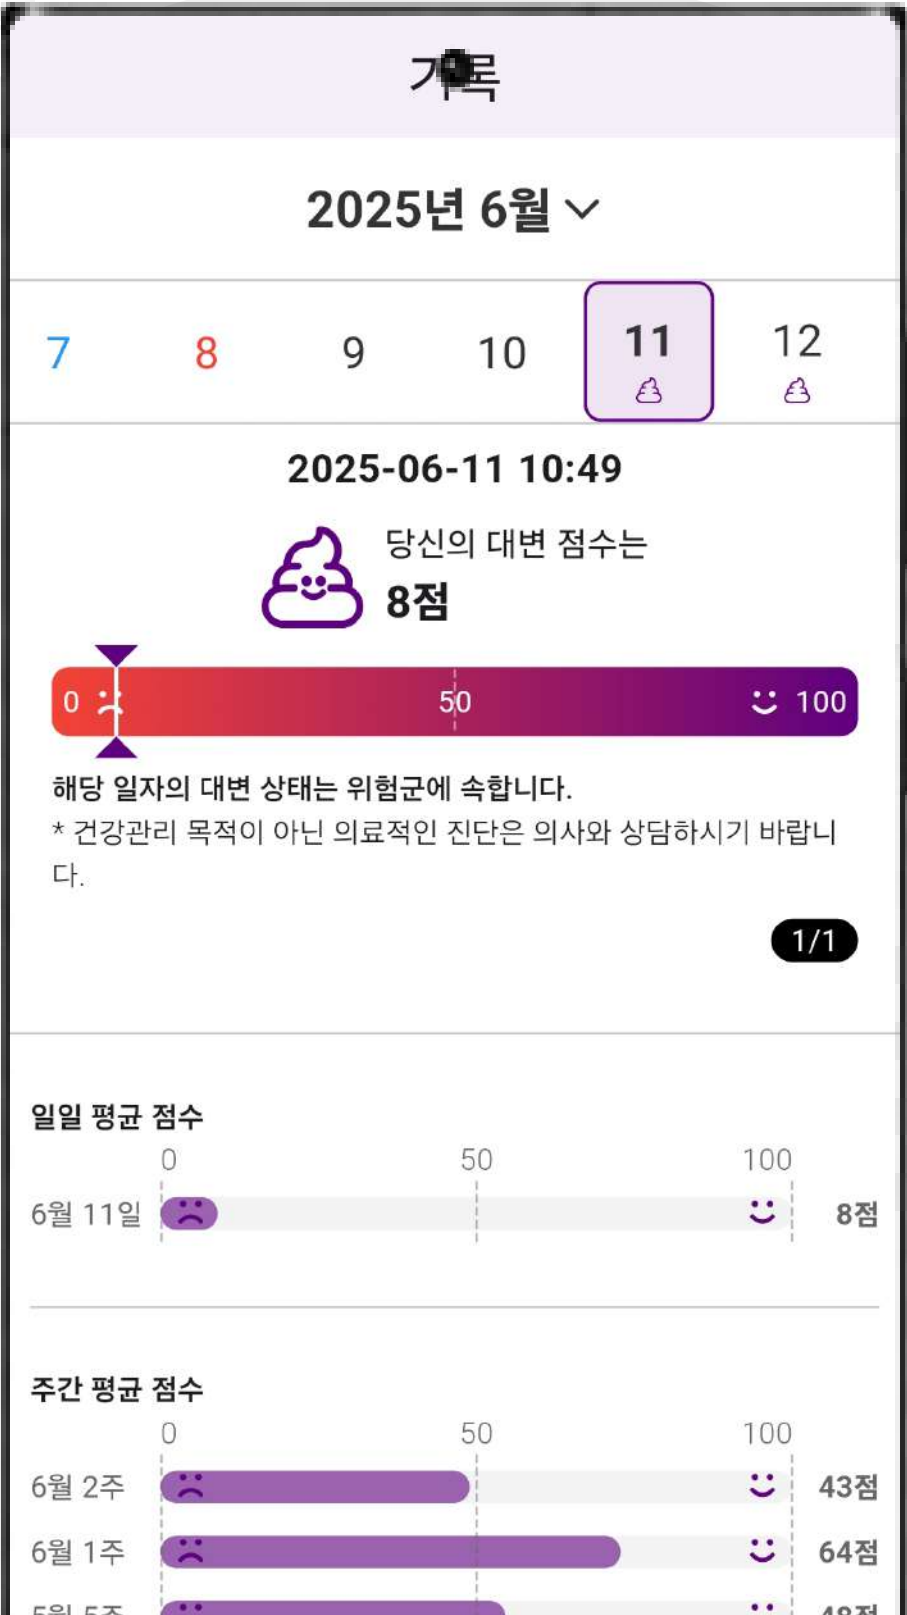 2025년 6월
7 8 9 10 11 12
2025-06-11 10:49
당신의 대변 점수는
8점
0 50 100
해당 일자의 대변 상태는 위험군에 속합니다.
* 건강관리 목적이 아닌 의료적인 진단은 의사와 상담하시기 바랍니
다.
1/1
일일 평균 점수
0 50 100
6월 11일 8점
주간 평균 점수
0 50 100
6월 2주 43점
6월 1주 64점